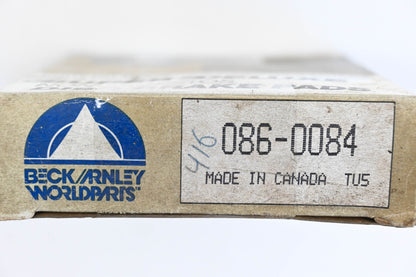 BECK/ARNLEY
WORLDPARTS
416
086-0084
MADE IN CANADA TU5